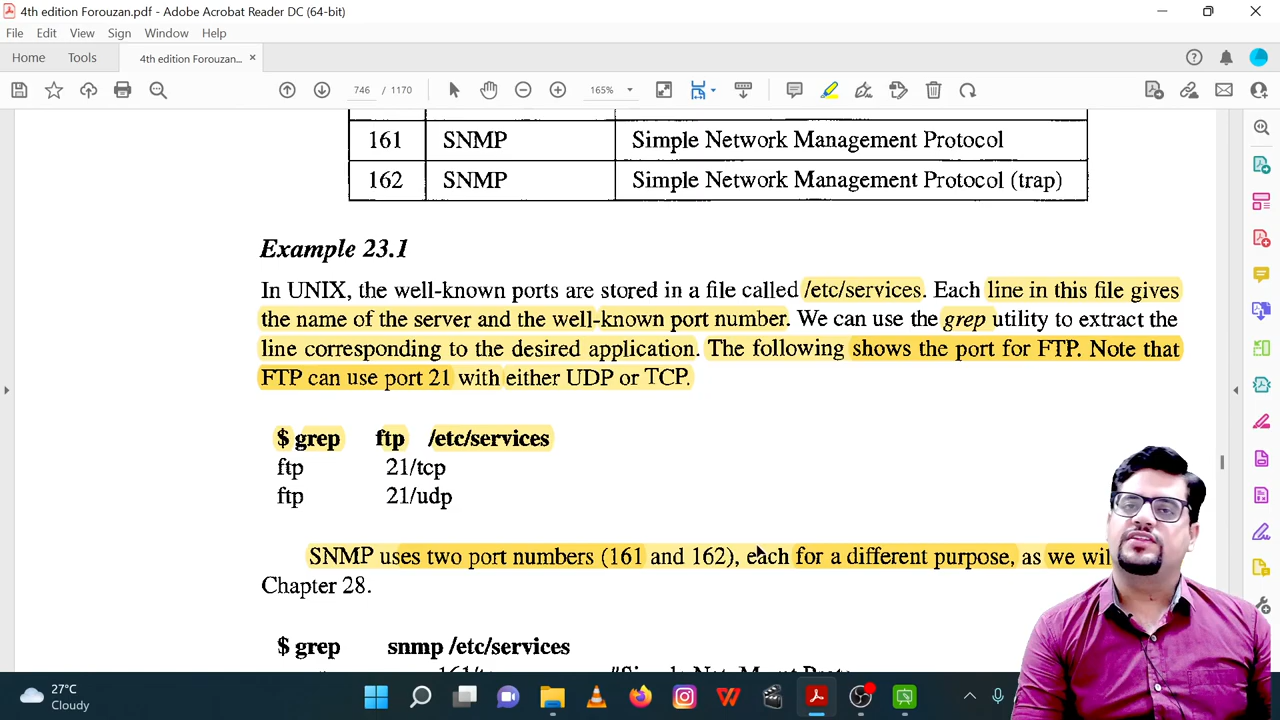 4th edition Forouzan.pdf - Adobe Acrobat Reader DC (64-bit)
File Edit View Sign Window Help
Home Tools 4th edition Forouzan... ×
746 / 1170 165%
161 SNMP Simple Network Management Protocol
162 SNMP Simple Network Management Protocol (trap)
Example 23.1
In UNIX, the well-known ports are stored in a file called /etc/services. Each line in this file gives
the name of the server and the well-known port number. We can use the grep utility to extract the
line corresponding to the desired application. The following shows the port for FTP. Note that
FTP can use port 21 with either UDP or TCP.
$ grep ftp /etc/services
ftp 21/tcp
ftp 21/udp
SNMP uses two port numbers (161 and 162), each for a different purpose, as we
Chapter 28.
$ grep snmp /etc/services
27°C
Cloudy